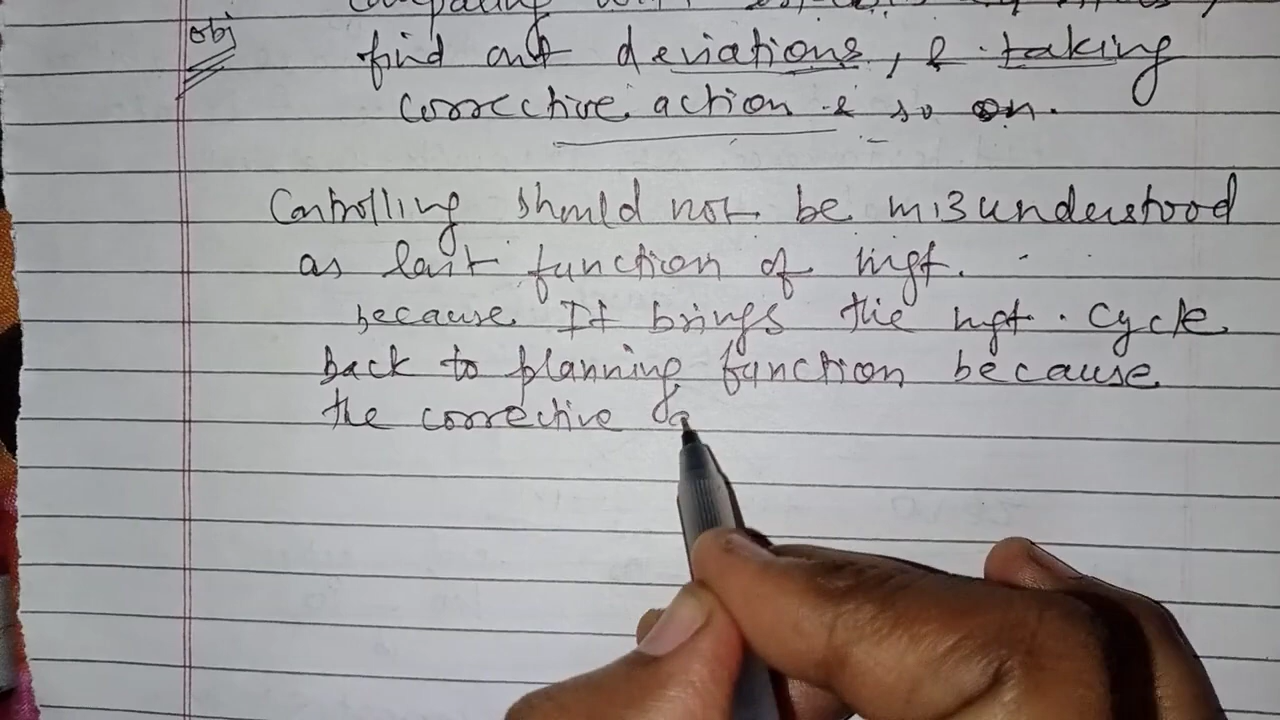 obj
find out deviations, & taking
corrective action & so on.
Controlling should not be misunderstood
as last function of mgt.
because It brings the mgt. cycle
back to planning function because
the corrective